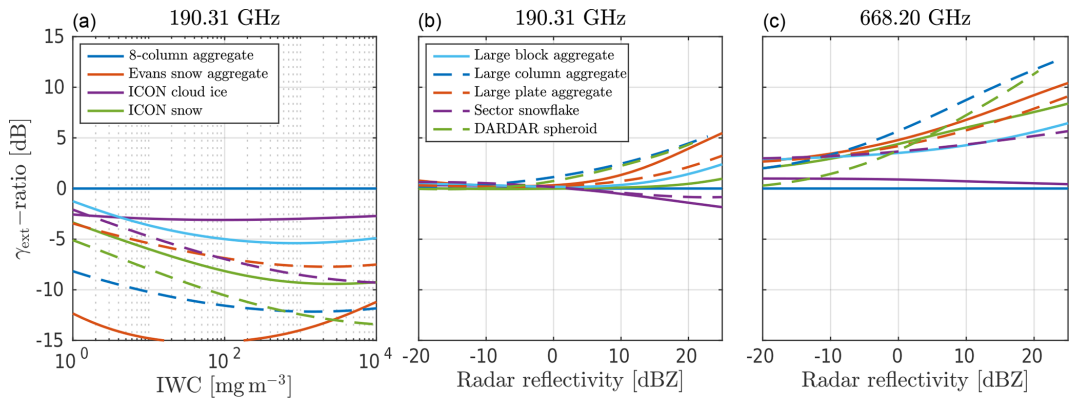 (a) 190.31 GHz
(b) 190.31 GHz
(c) 668.20 GHz
γext−ratio [dB]
15
10
5
0
-5
-10
-15
8-column aggregate
Evans snow aggregate
ICON cloud ice
ICON snow
10^0
10^2
10^4
IWC [mg m−3]
Large block aggregate
Large column aggregate
Large plate aggregate
Sector snowflake
DARDAR spheroid
-20 -10 0 10 20
Radar reflectivity [dBZ]
-20 -10 0 10 20
Radar reflectivity [dBZ]